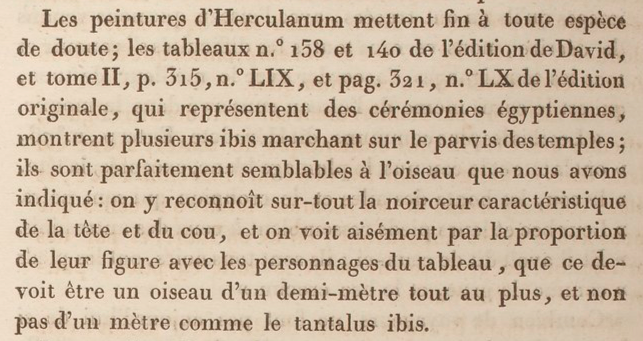 Les peintures d'Herculanum mettent fin à toute espèce
de doute; les tableaux n.° 138 et 140 de l'édition de David,
et tome II, p. 315, n.° LIX, et pag. 321, n.° LX de l'édition
originale, qui représentent des cérémonies égyptiennes,
montrent plusieurs ibis marchant sur le parvis des temples;
ils sont parfaitement semblables à l'oiseau que nous avons
indiqué: on y reconnoît sur-tout la noirceur caractéristique
de la tête et du cou, et on voit aisément par la proportion
de leur figure avec les personnages du tableau, que ce de-
voit être un oiseau d'un demi-mètre tout au plus, et non
pas d'un mètre comme le tantalus ibis.